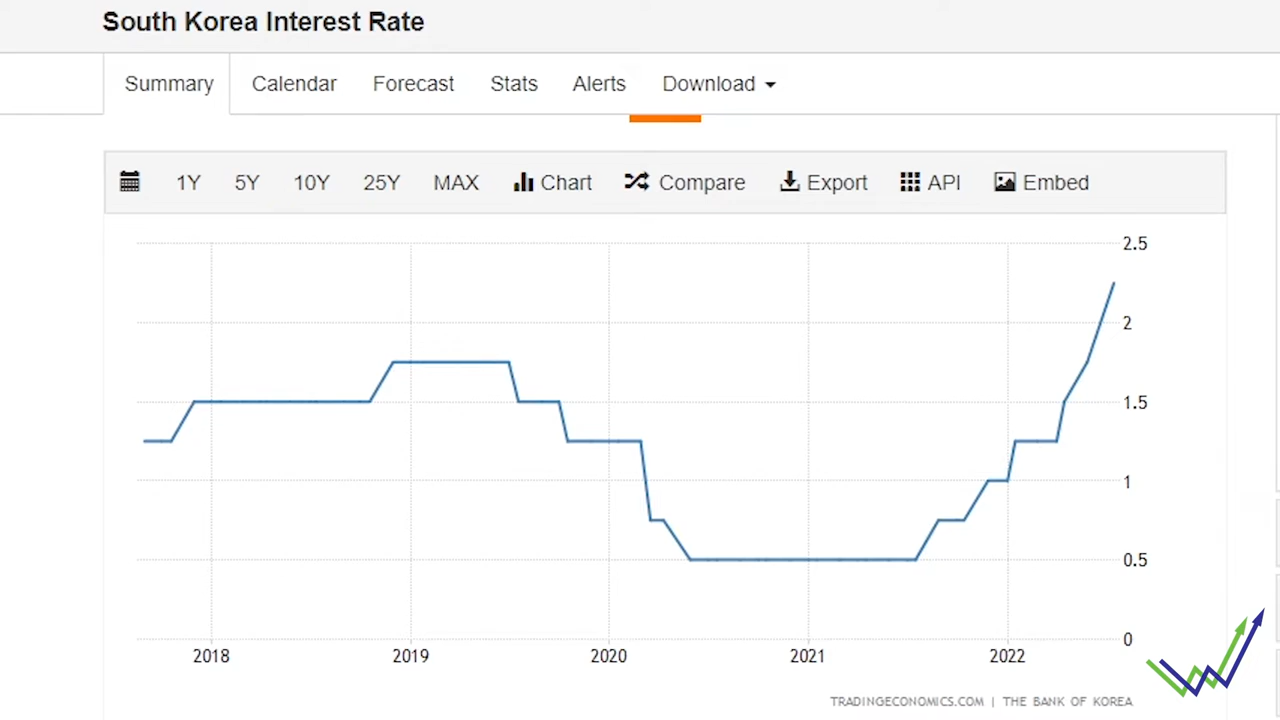 South Korea Interest Rate
Summary Calendar Forecast Stats Alerts Download
1Y 5Y 10Y 25Y MAX Chart Compare Export API Embed
2.5
2
1.5
1
0.5
0
2018 2019 2020 2021 2022
TRADINGECONOMICS.COM | THE BANK OF KOREA